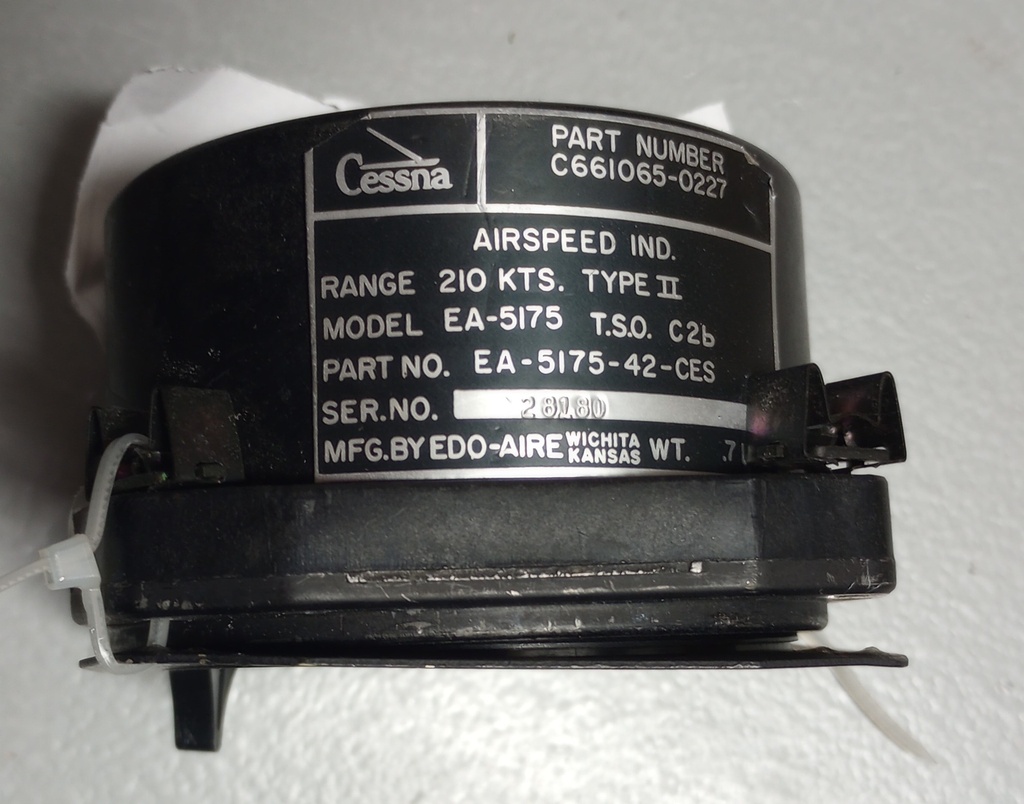 Cessna
PART NUMBER
C661065-0227
AIRSPEED IND.
RANGE 210 KTS. TYPE II
MODEL EA-5175 T.S.O. C2b
PART NO. EA-5175-42-CES
SER.NO. 28180
MFG.BY EDO-AIRE WICHITA KANSAS WT. .7